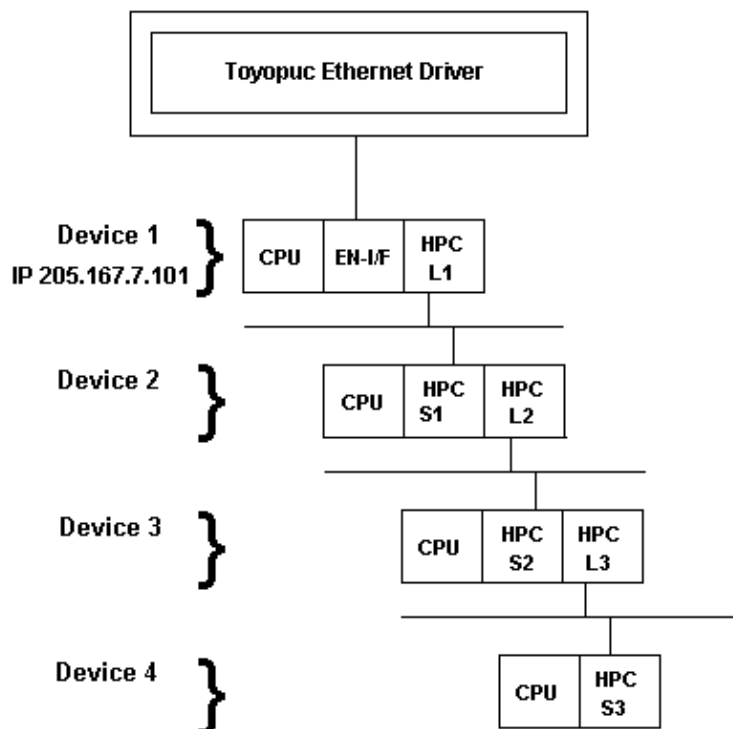 Toyopuc Ethernet Driver
Device 1
IP 205.167.7.101
CPU
EN-I/F
HPC
L1
Device 2
CPU
HPC
S1
HPC
L2
Device 3
CPU
HPC
S2
HPC
L3
Device 4
CPU
HPC
S3